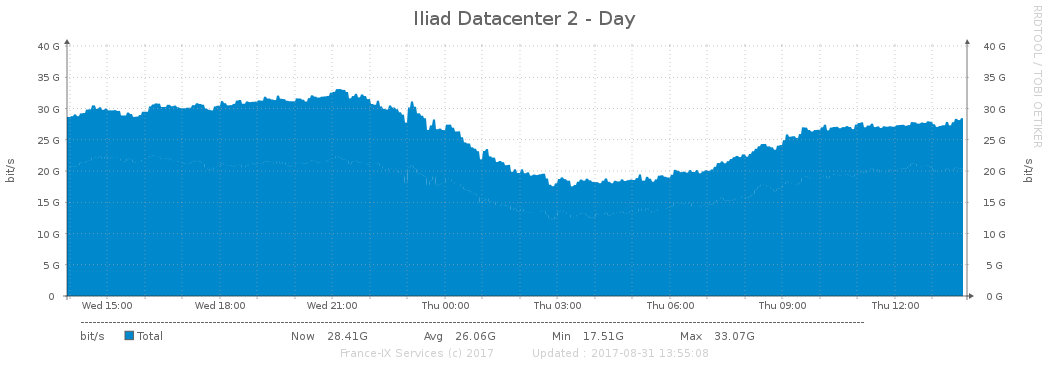 Iliad Datacenter 2 - Day
RRDTOOL / TOBI OETIKER
40 G 40 G
35 G 35 G
30 G 30 G
25 G 25 G
20 G 20 G
15 G 15 G
10 G 10 G
5 G 5 G
0 0 G
bit/s bit/s
Wed 15:00 Wed 18:00 Wed 21:00 Thu 00:00 Thu 03:00 Thu 06:00 Thu 09:00 Thu 12:00
bit/s Total Now 28.41G Avg 26.06G Min 17.51G Max 33.07G
France-IX Services (c) 2017 Updated : 2017-08-31 13:55:08